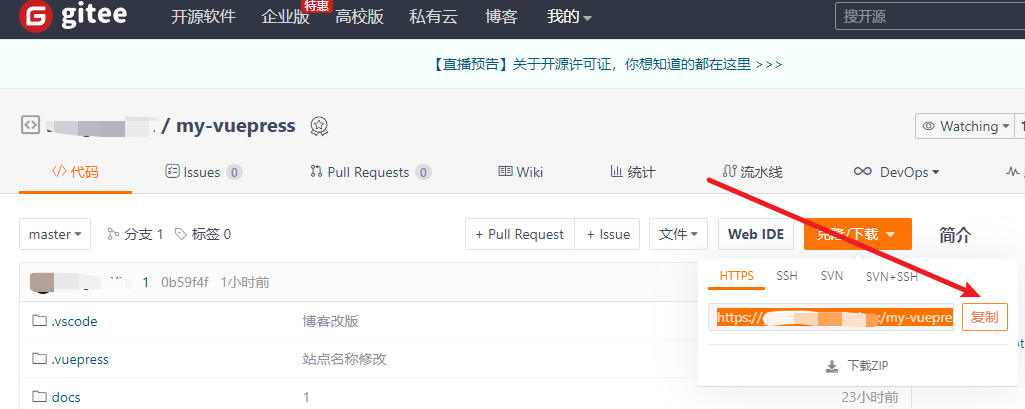 gitee 开源软件 企业版 特惠 高校版 私有云 博客 我的 搜开源
【直播预告】关于开源许可证，你想知道的都在这里 >>>
/ my-vuepress Watching 1
代码 Issues 0 Pull Requests 0 Wiki 统计 流水线 DevOps
master 分支 1 标签 0 + Pull Request + Issue 文件 Web IDE 克隆/下载 简介
1 0b59f4f 1小时前
HTTPS SSH SVN SVN+SSH
https:// /my-vuepre 复制
.vscode 博客改版
.vuepress 站点名称修改
下载ZIP
docs 1 23小时前